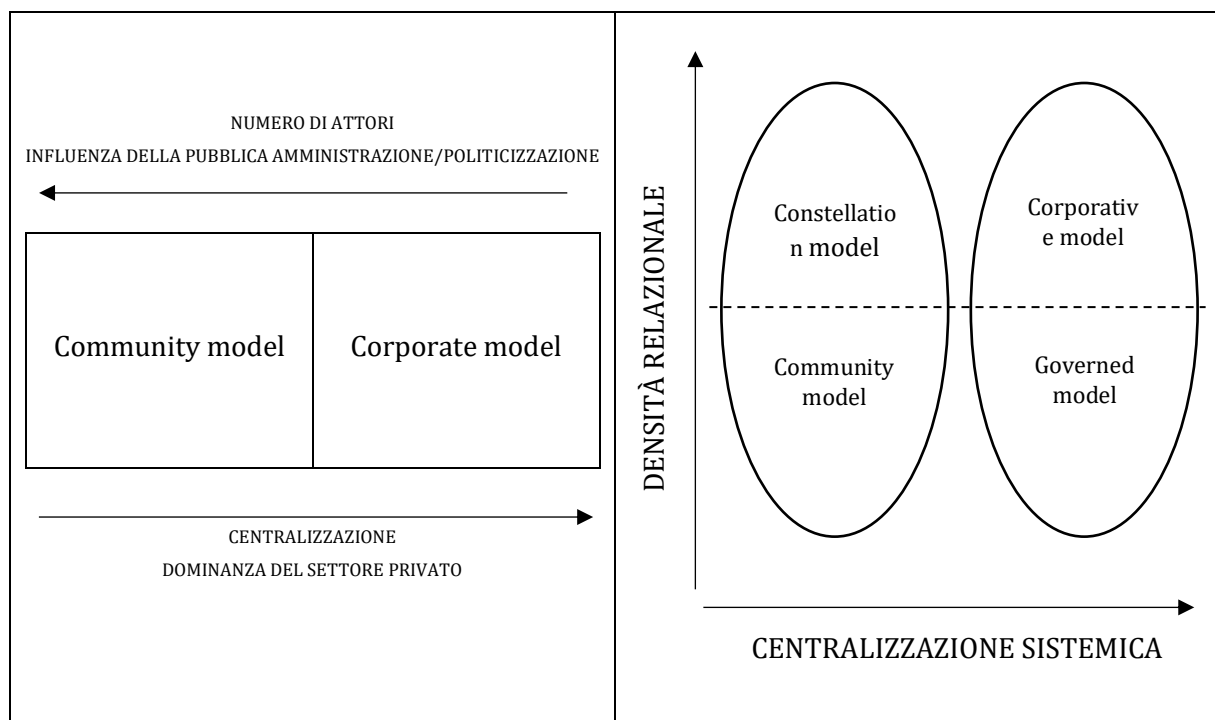 NUMERO DI ATTORI
INFLUENZA DELLA PUBBLICA AMMINISTRAZIONE/POLITICIZZAZIONE
Community model
Corporate model
CENTRALIZZAZIONE
DOMINANZA DEL SETTORE PRIVATO
DENSITÀ RELAZIONALE
Constellatio
n model
Corporativ
e model
Community
model
Governed
model
CENTRALIZZAZIONE SISTEMICA